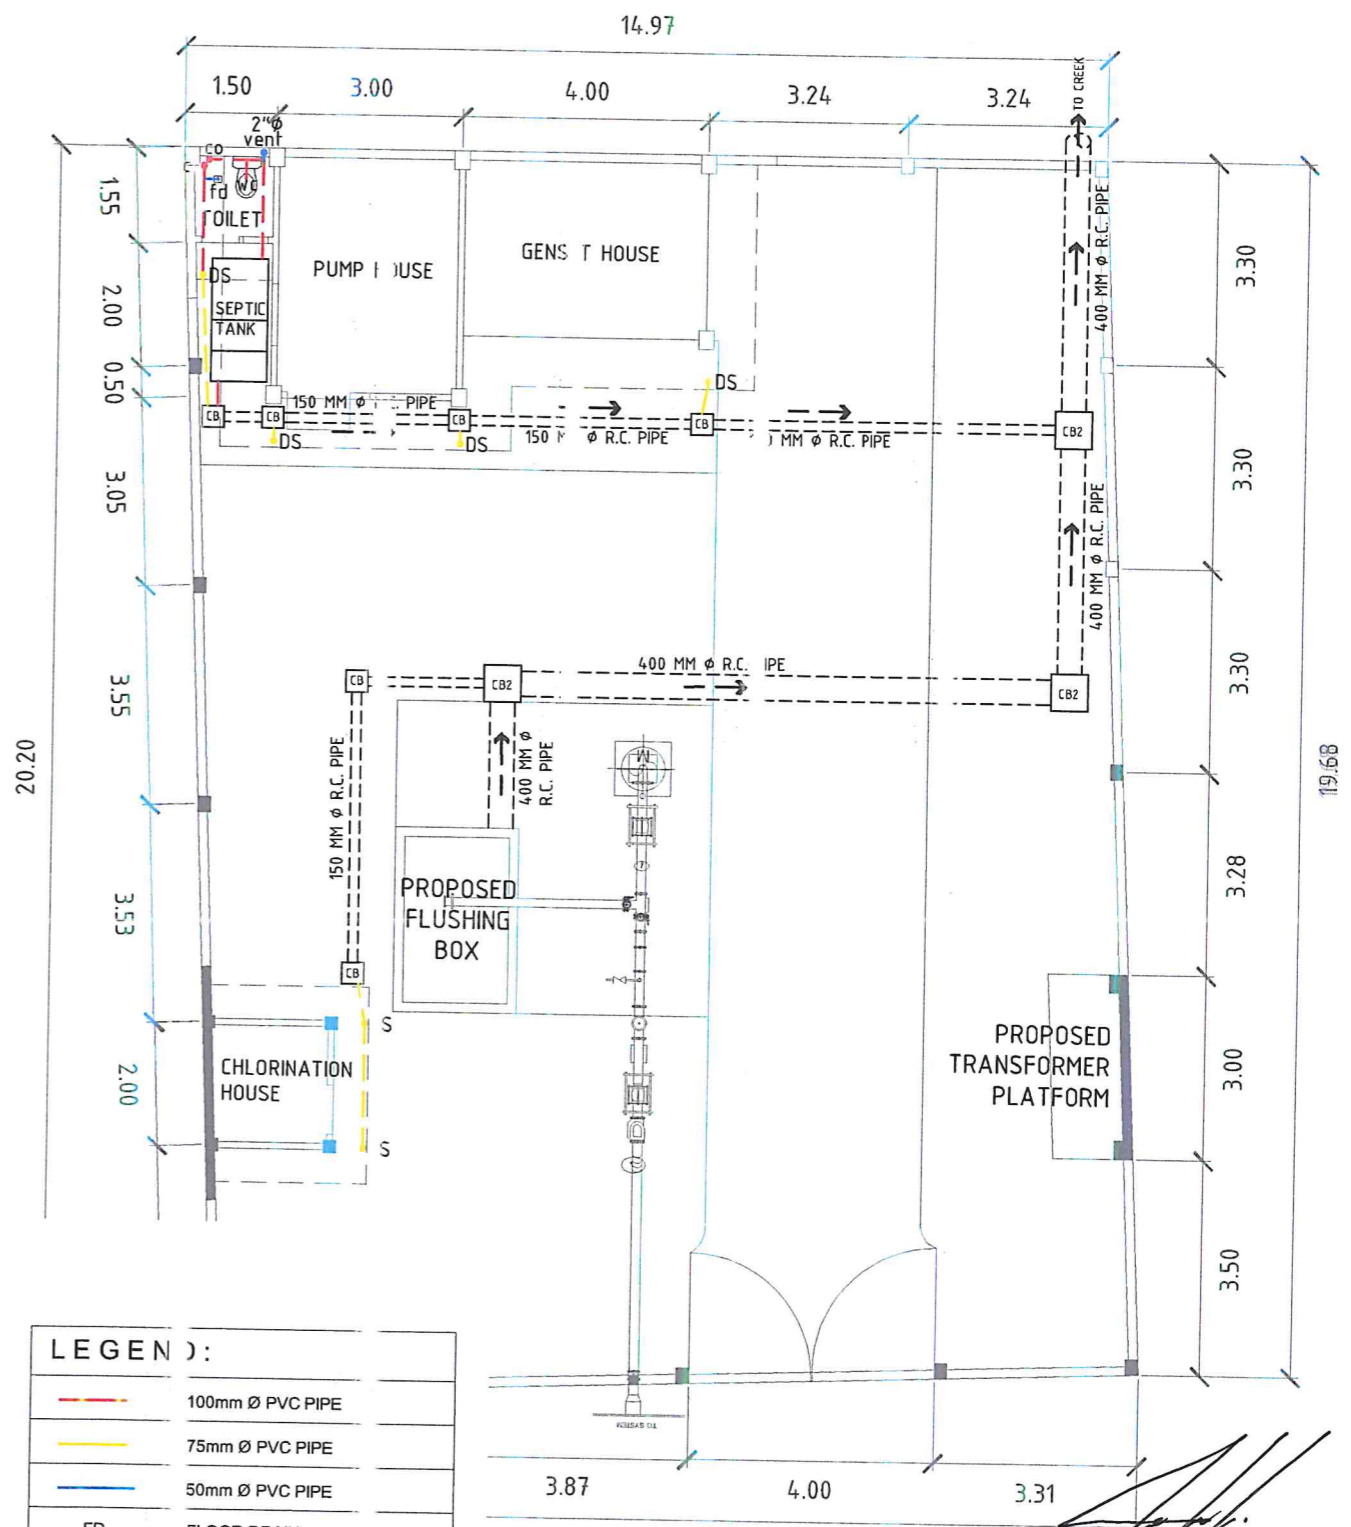 14.97
1.50
3.00
4.00
3.24
3.24
TO CREEK
2"Ø
vent
co
WC
fd
TOILET
1.55
PUMP HOUSE
GENS T HOUSE
400 MM Ø R.C. PIPE
3.30
DS
SEPTIC
TANK
2.00
0.50
DS
150 MM Ø PIPE
CB
CB
CB
CB
CB2
DS
DS
150 M Ø R.C. PIPE
MM Ø R.C. PIPE
3.05
3.30
400 MM Ø R.C. PIPE
400 MM Ø R.C. IPE
CB
CB2
CB2
3.55
3.30
20.20
19.68
150 MM Ø R.C. PIPE
400 MM Ø
R.C. PIPE
M
PROPOSED
FLUSHING
BOX
3.53
3.28
CB
S
CHLORINATION
HOUSE
PROPOSED
TRANSFORMER
PLATFORM
2.00
3.00
S
3.50
LEGEND:
100mm Ø PVC PIPE
75mm Ø PVC PIPE
50mm Ø PVC PIPE
TO SYSTEM
3.87
4.00
3.31